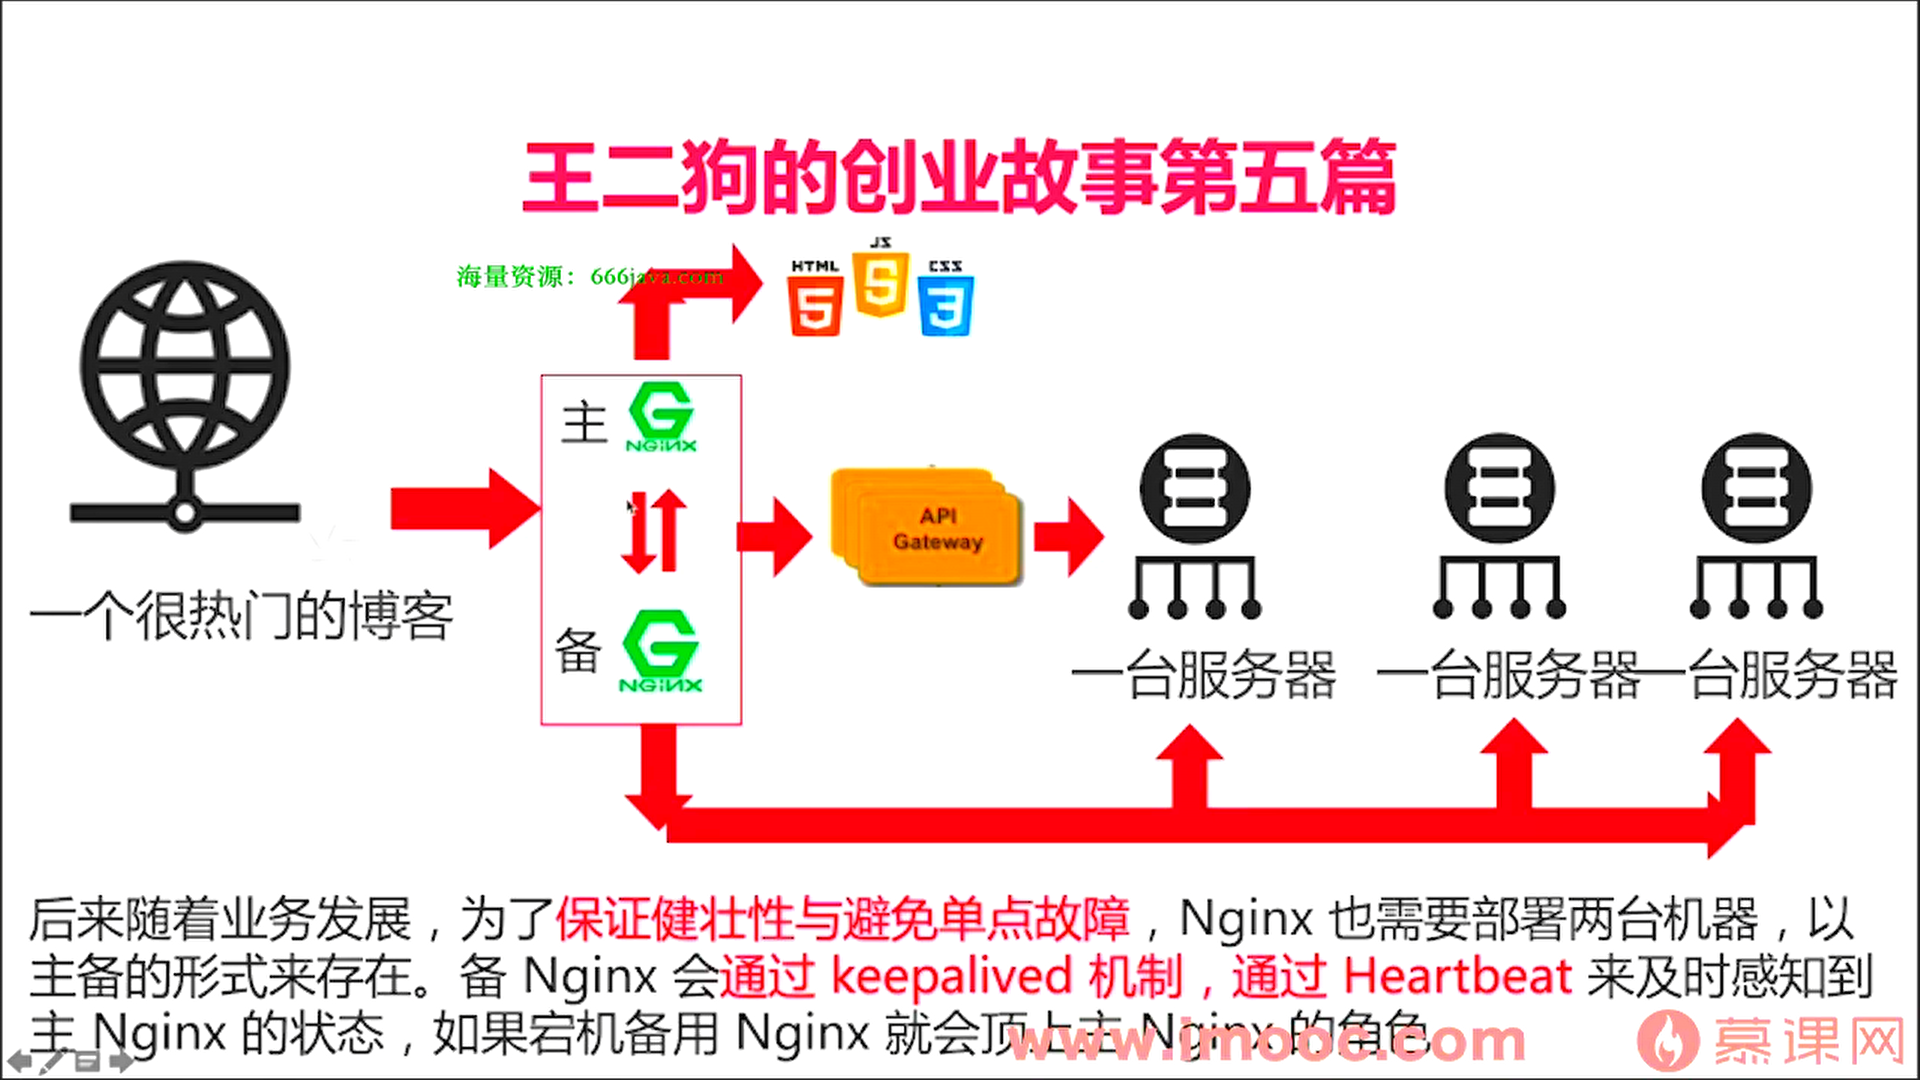 王二狗的创业故事第五篇
海量资源：666java.com
JS
HTML
CSS
5
5
3
主
NGINX
API
Gateway
备
NGINX
一个很热门的博客
一台服务器
一台服务器
一台服务器
后来随着业务发展，为了保证健壮性与避免单点故障，Nginx 也需要部署两台机器，以
主备的形式来存在。备 Nginx 会通过 keepalived 机制，通过 Heartbeat 来及时感知到
主 Nginx 的状态，如果宕机备用 Nginx 就会顶上主 Nginx 的角色
www.imooc.com
慕课网